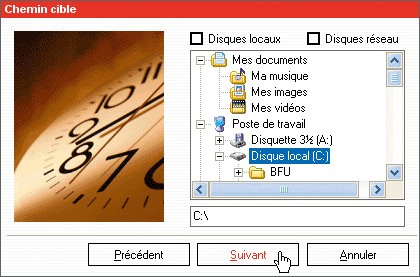 Chemin cible
Disques locaux Disques réseau
Mes documents
Ma musique
Mes images
Mes vidéos
Poste de travail
Disquette 3½ (A:)
Disque local (C:)
BFU
C:\
Précédent Suivant Annuler